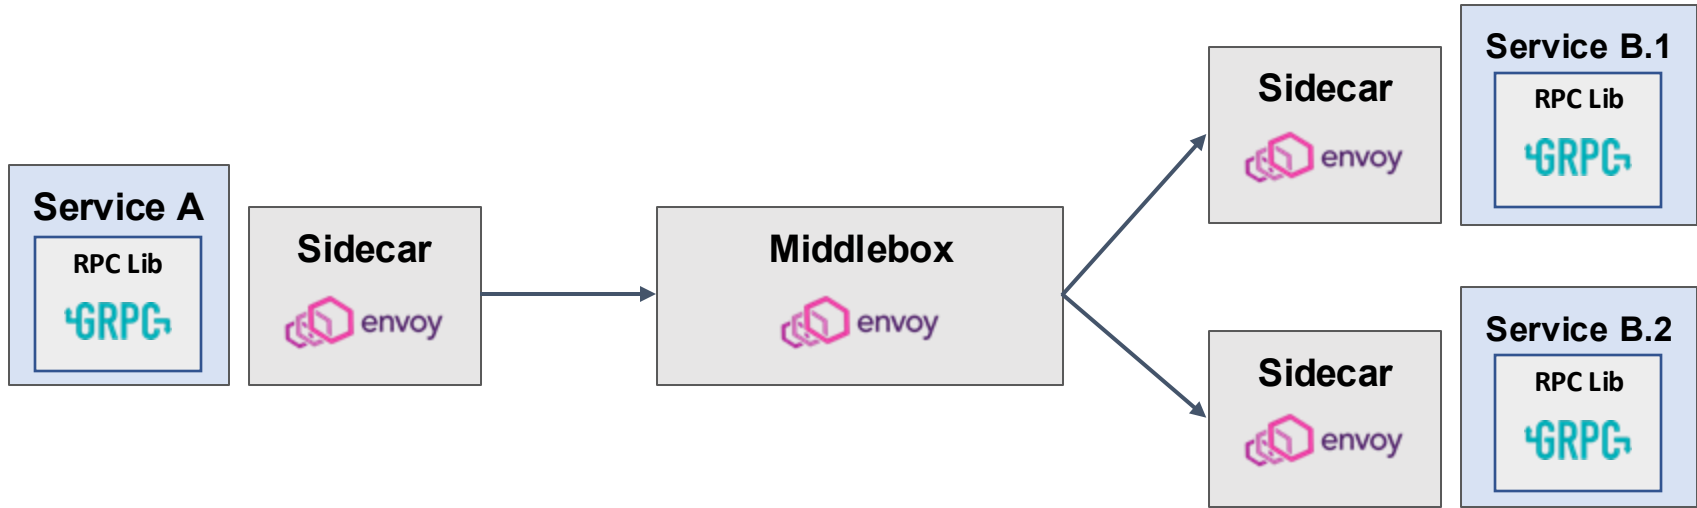 Service A
RPC Lib
GRPC
Sidecar
envoy
Middlebox
envoy
Sidecar
envoy
Service B.1
RPC Lib
GRPC
Sidecar
envoy
Service B.2
RPC Lib
GRPC